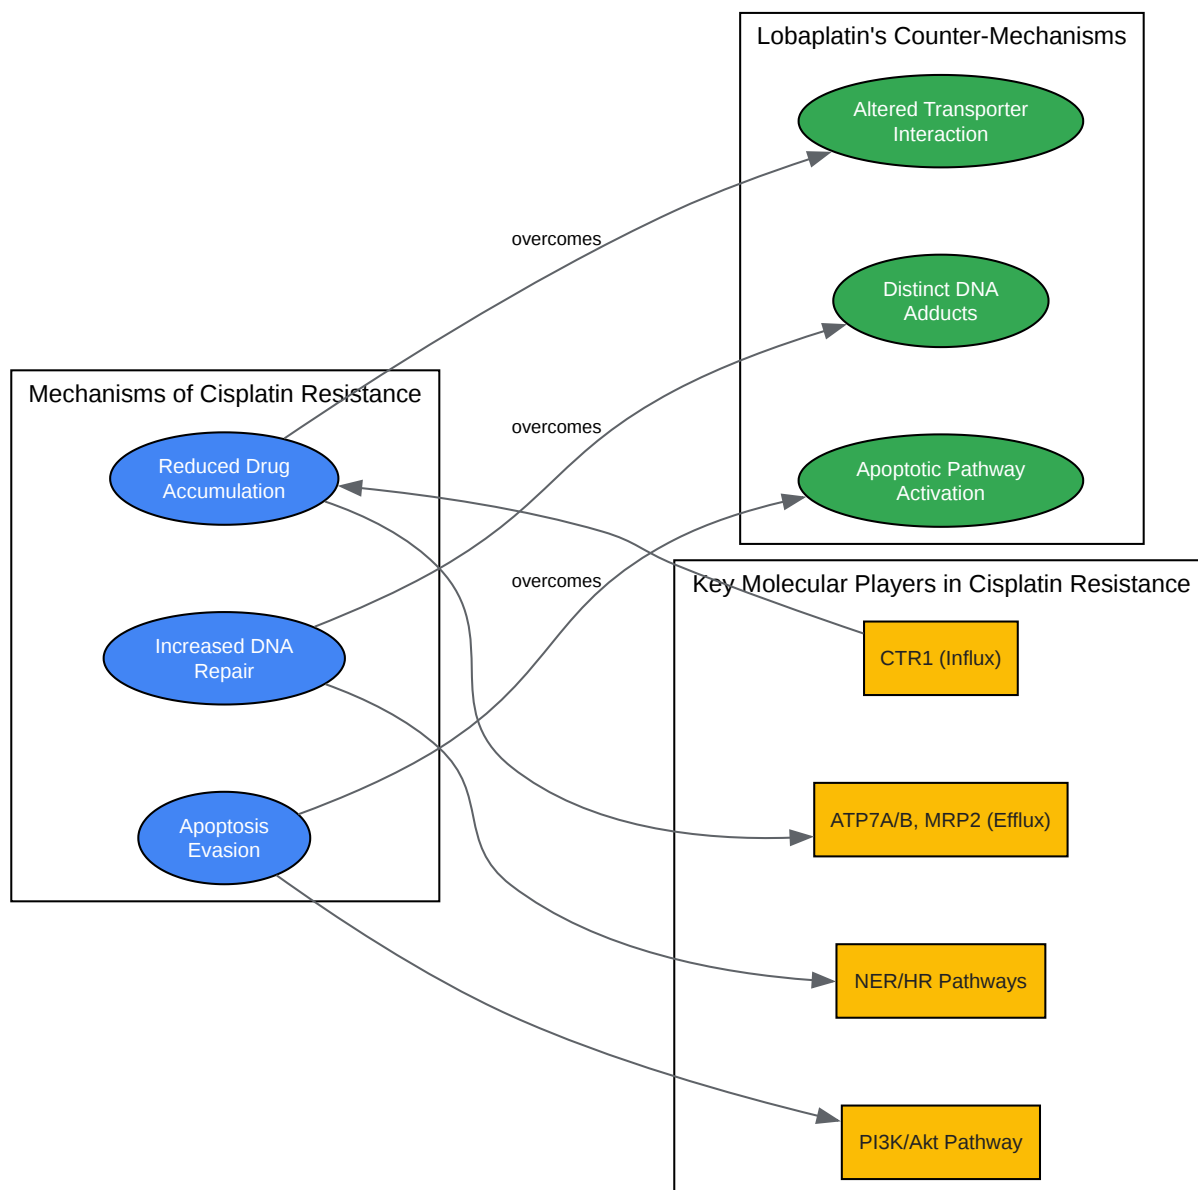 Lobaplatin's Counter-Mechanisms
Altered Transporter
Interaction
overcomes
Distinct DNA
Adducts
Mechanisms of Cisplatin Resistance
overcomes
Reduced Drug
Accumulation
Apoptotic Pathway
Activation
overcomes
Key Molecular Players in Cisplatin Resistance
Increased DNA
Repair
CTR1 (Influx)
Apoptosis
Evasion
ATP7A/B, MRP2 (Efflux)
NER/HR Pathways
PI3K/Akt Pathway